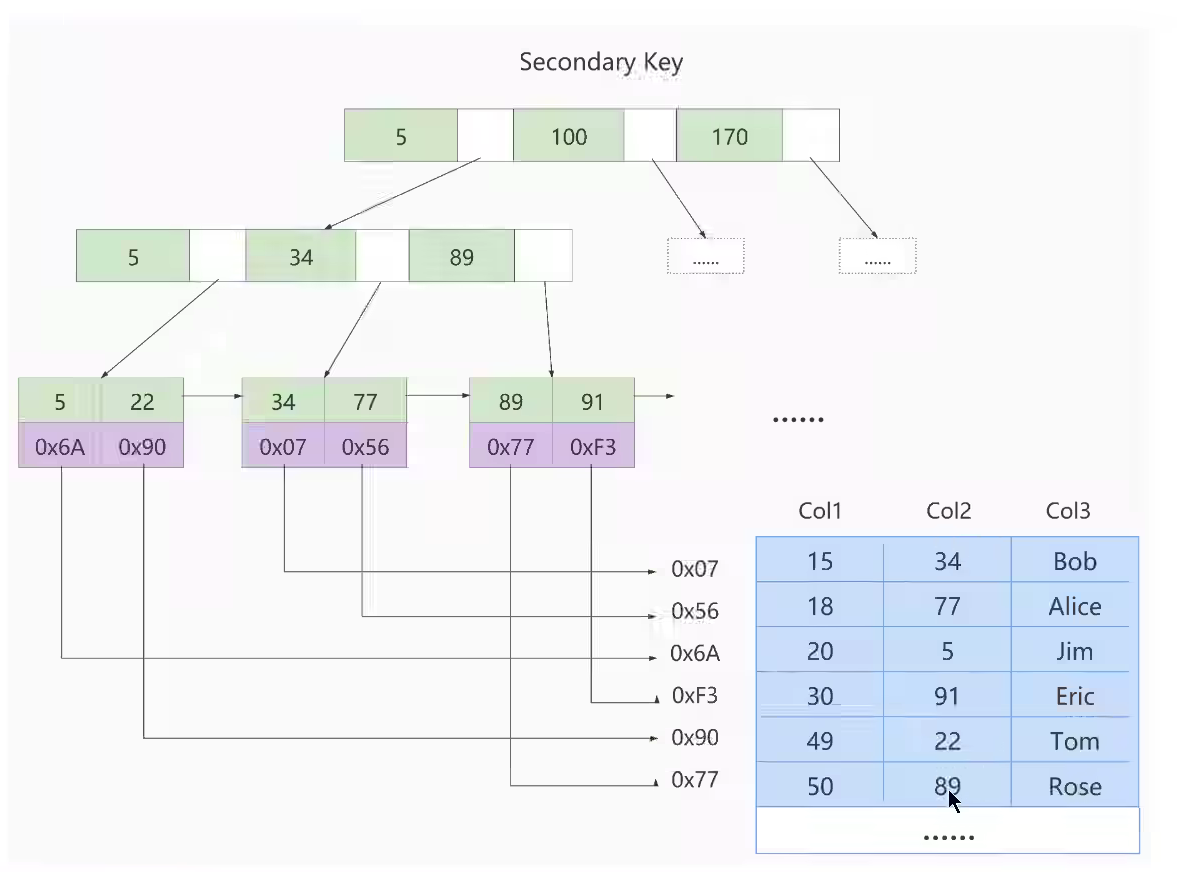 Secondary Key
5 100 170
5 34 89
...... ......
5 22 34 77 89 91
0x6A 0x90 0x07 0x56 0x77 0xF3
......
Col1 Col2 Col3
0x07 15 34 Bob
0x56 18 77 Alice
0x6A 20 5 Jim
0xF3 30 91 Eric
0x90 49 22 Tom
0x77 50 89 Rose
......